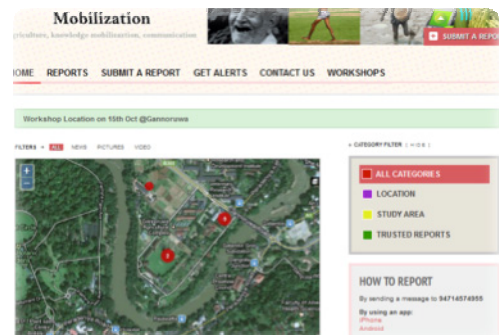 Mobilization
griculture, knowledge mobilization, communication
SUBMIT A REPO
OME REPORTS SUBMIT A REPORT GET ALERTS CONTACT US WORKSHOPS
Workshop Location on 15th Oct @Gannoruwa
FILTERS ALL NEWS PICTURES VIDEO
CATEGORY FILTER [ HIDE ]
ALL CATEGORIES
LOCATION
STUDY AREA
TRUSTED REPORTS
HOW TO REPORT
By sending a message to 94714574955
By using an app:
iPhone
Android